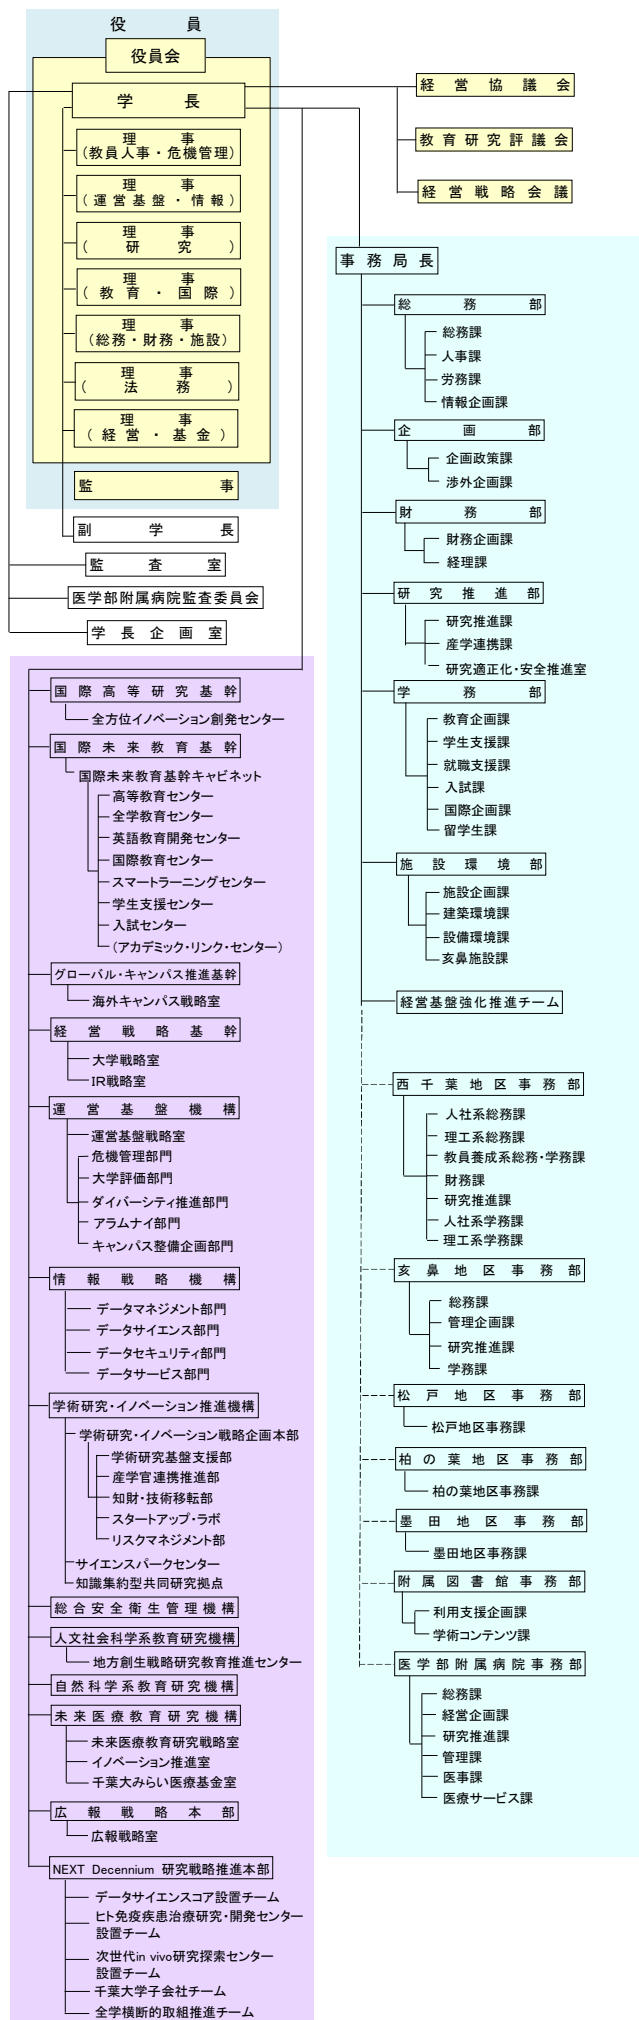 役員
役員会
学長
理事
(教員人事・危機管理)
理事
(運営基盤・情報)
理事
(研究)
理事
(教育・国際)
理事
(総務・財務・施設)
理事
(法務)
理事
(経営・基金)
監事
副学長
監査室
医学部附属病院監査委員会
学長企画室
経営協議会
教育研究評議会
経営戦略会議
国際高等研究基幹
全方位イノベーション創発センター
国際未来教育基幹
国際未来教育基幹キャビネット
高等教育センター
全学教育センター
英語教育開発センター
国際教育センター
スマートラーニングセンター
学生支援センター
入試センター
(アカデミック・リンク・センター)
グローバル・キャンパス推進基幹
海外キャンパス戦略室
経営戦略基幹
大学戦略室
IR戦略室
運営基盤機構
運営基盤戦略室
危機管理部門
大学評価部門
ダイバーシティ推進部門
アラムナイ部門
キャンパス整備企画部門
情報戦略機構
データマネジメント部門
データサイエンス部門
データセキュリティ部門
データサービス部門
学術研究・イノベーション推進機構
学術研究・イノベーション戦略企画本部
学術研究基盤支援部
産学官連携推進部
知財・技術移転部
スタートアップ・ラボ
リスクマネジメント部
サイエンスパークセンター
知識集約型共同研究拠点
総合安全衛生管理機構
人文社会科学系教育研究機構
地方創生戦略研究教育推進センター
自然科学系教育研究機構
未来医療教育研究機構
未来医療教育研究戦略室
イノベーション推進室
千葉大みらい医療基金室
広報戦略本部
広報戦略室
NEXT Decennium 研究戦略推進本部
データサイエンスコア設置チーム
ヒト免疫疾患治療研究・開発センター
設置チーム
次世代in vivo研究探索センター
設置チーム
千葉大学子会社チーム
全学横断的取組推進チーム
事務局長
総務部
総務課
人事課
労務課
情報企画課
企画部
企画政策課
渉外企画課
財務部
財務企画課
経理課
研究推進部
研究推進課
産学連携課
研究適正化・安全推進室
学務部
教育企画課
学生支援課
就職支援課
入試課
国際企画課
留学生課
施設環境部
施設企画課
建築環境課
設備環境課
亥鼻施設課
経営基盤強化推進チーム
西千葉地区事務部
人社系総務課
理工系総務課
教員養成系総務・学務課
財務課
研究推進課
人社系学務課
理工系学務課
亥鼻地区事務部
総務課
管理企画課
研究推進課
学務課
松戸地区事務部
松戸地区事務課
柏の葉地区事務部
柏の葉地区事務課
墨田地区事務部
墨田地区事務課
附属図書館事務部
利用支援企画課
学術コンテンツ課
医学部附属病院事務部
総務課
経営企画課
研究推進課
管理課
医事課
医療サービス課